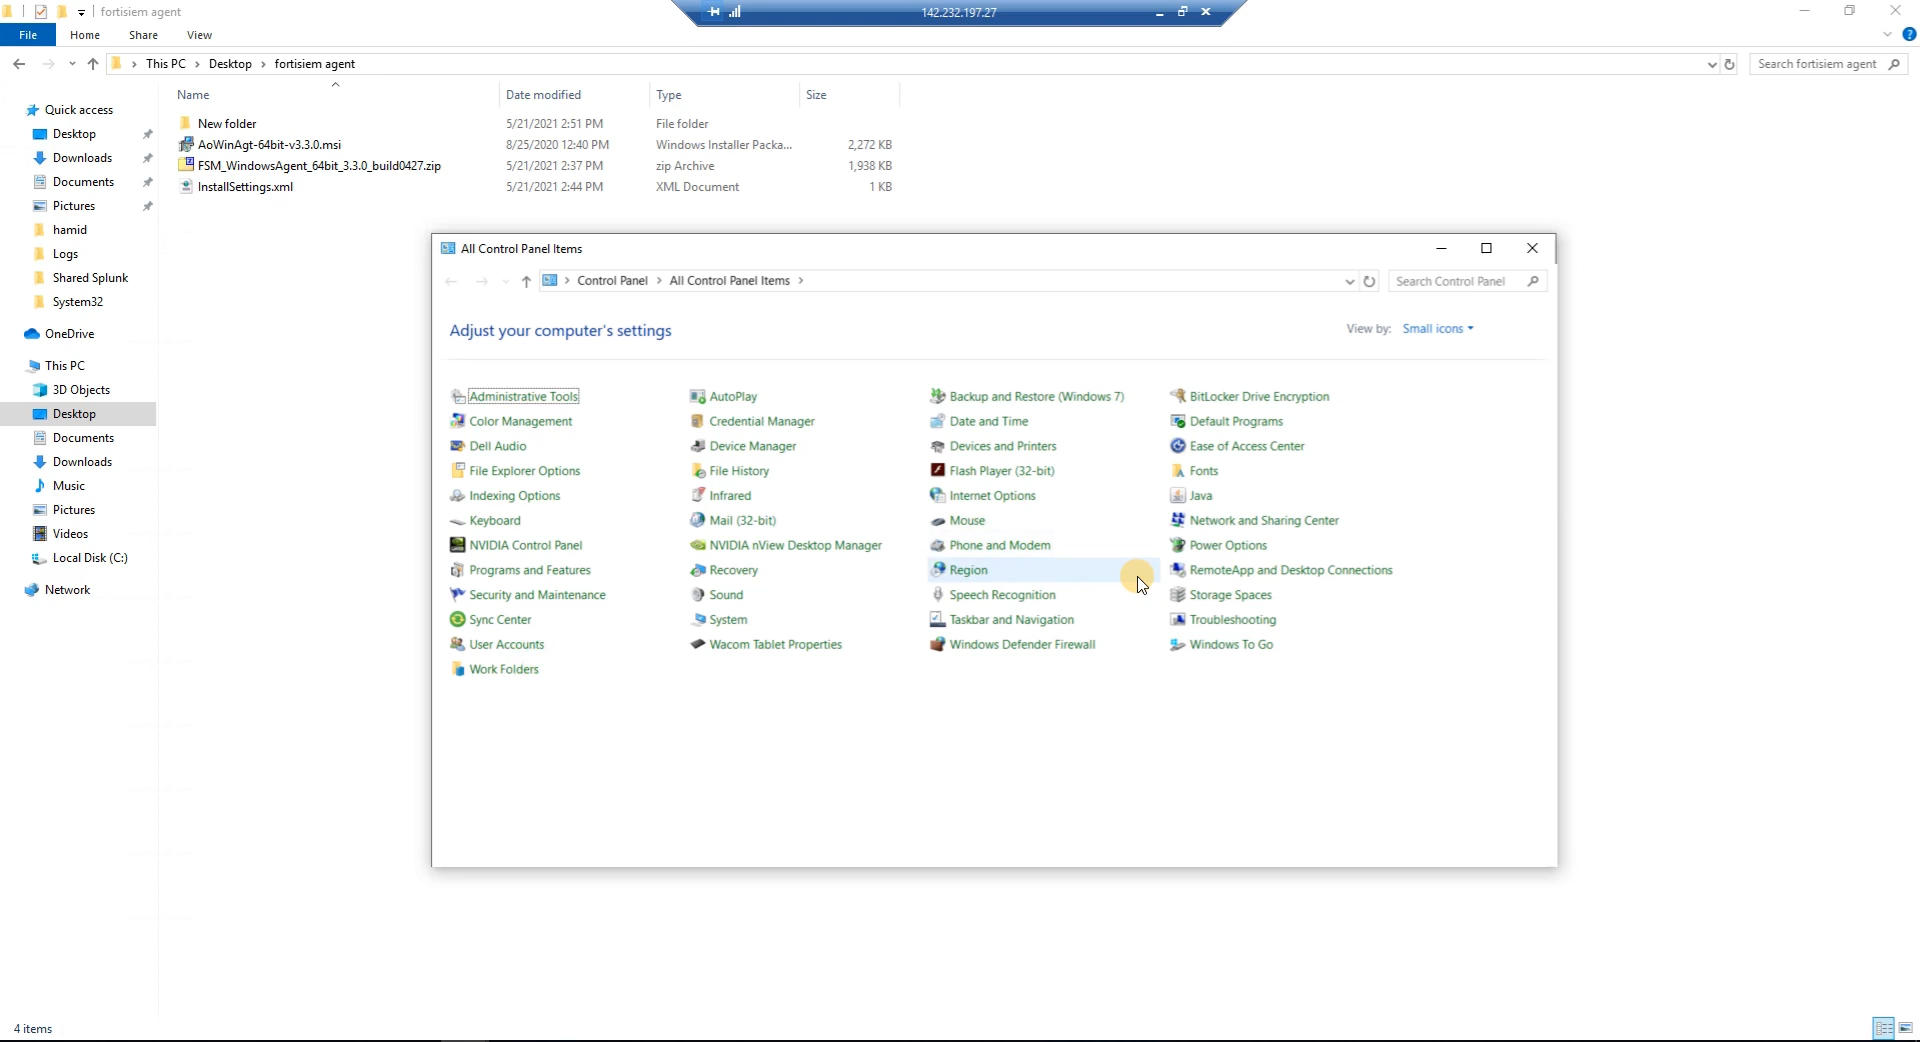 fortisiem agent
142.232.197.27
File Home Share View
This PC Desktop fortisiem agent
Search fortisiem agent
Name Date modified Type Size
New folder 5/21/2021 2:51 PM File folder
AoWinAgt-64bit-v3.3.0.msi 8/25/2020 12:40 PM Windows Installer Packa... 2,272 KB
FSM_WindowsAgent_64bit_3.3.0_build0427.zip 5/21/2021 2:37 PM zip Archive 1,938 KB
InstallSettings.xml 5/21/2021 2:44 PM XML Document 1 KB
Quick access
Desktop
Downloads
Documents
Pictures
hamid
Logs
Shared Splunk
System32
OneDrive
This PC
3D Objects
Desktop
Documents
Downloads
Music
Pictures
Videos
Local Disk (C:)
Network
All Control Panel Items
Control Panel All Control Panel Items
Search Control Panel
Adjust your computer's settings
View by: Small icons
Administrative Tools AutoPlay Backup and Restore (Windows 7) BitLocker Drive Encryption
Color Management Credential Manager Date and Time Default Programs
Dell Audio Device Manager Devices and Printers Ease of Access Center
File Explorer Options File History Flash Player (32-bit) Fonts
Indexing Options Infrared Internet Options Java
Keyboard Mail (32-bit) Mouse Network and Sharing Center
NVIDIA Control Panel NVIDIA nView Desktop Manager Phone and Modem Power Options
Programs and Features Recovery Region RemoteApp and Desktop Connections
Security and Maintenance Sound Speech Recognition Storage Spaces
Sync Center System Taskbar and Navigation Troubleshooting
User Accounts Wacom Tablet Properties Windows Defender Firewall Windows To Go
Work Folders
4 items